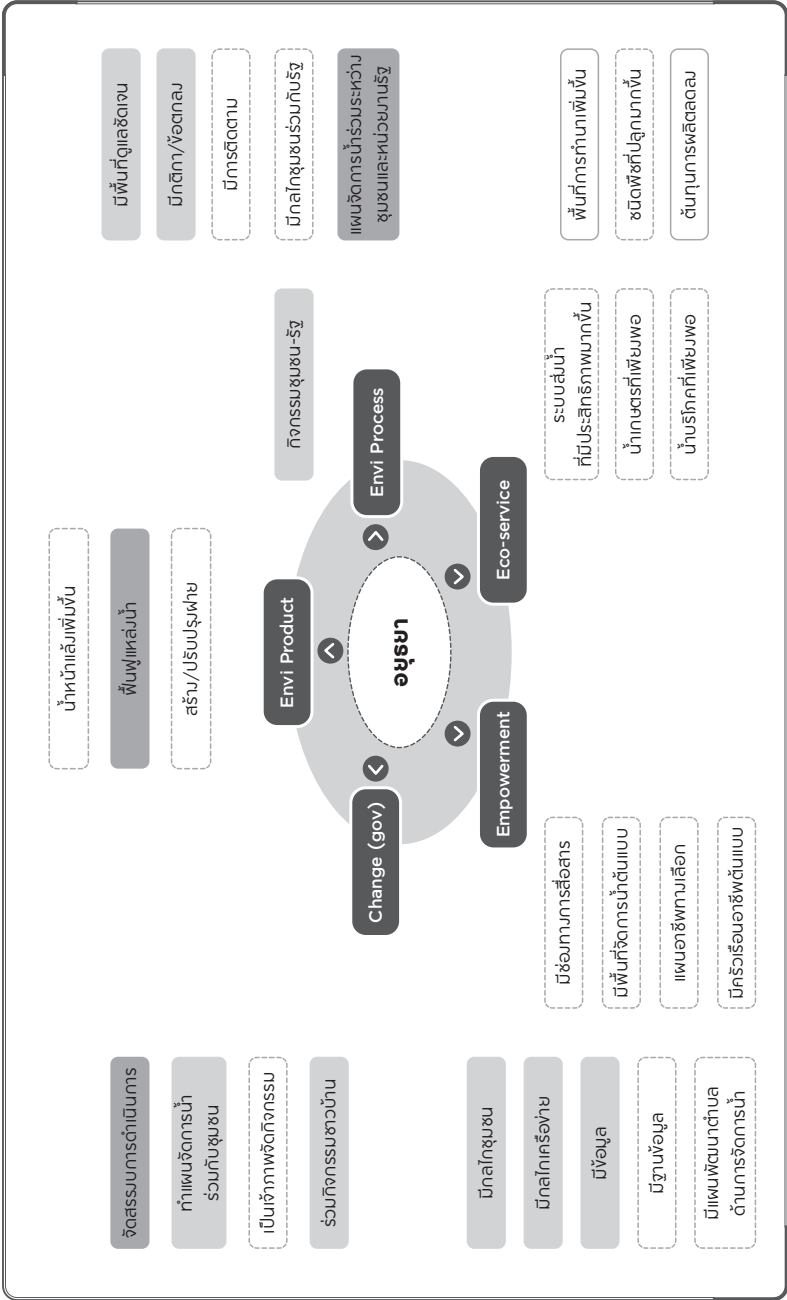 จัดสรรงบการดำเนินการ
ทำแผนจัดการน้ำ
ร่วมกับชุมชน
เป็นเจ้าภาพจัดกิจกรรม
ร่วมกิจกรรมชาวบ้าน
น้ำหน้าแล้งเพิ่มขึ้น
ฟื้นฟูแหล่งน้ำ
สร้าง/ปรับปรุงฝาย
มีพื้นที่ดูแลชัดเจน
มีกติกา/ข้อตกลง
มีการติดตาม
มีกลไกชุมชนร่วมกับรัฐ
แผนจัดการน้ำร่วมระหว่าง
ชุมชนและหน่วยงานรัฐ
กิจกรรมชุมชน-รัฐ
Envi Product
Change (gov)
Envi Process
อยุธยา
Empowerment
Eco-service
มีกลไกชุมชน
มีกลไกเครือข่าย
มีข้อมูล
มีฐานข้อมูล
มีแผนพัฒนาตำบล
ด้านการจัดการน้ำ
มีช่องทางการสื่อสาร
มีพื้นที่จัดการน้ำต้นแบบ
แผนอาชีพทางเลือก
มีครัวเรือนอาชีพต้นแบบ
ระบบส่งน้ำ
ที่มีประสิทธิภาพมากขึ้น
น้ำเกษตรที่เพียงพอ
น้ำบริโภคที่เพียงพอ
พื้นที่การทำนาเพิ่มขึ้น
ชนิดพืชที่ปลูกมากขึ้น
ต้นทุนการผลิตลดลง